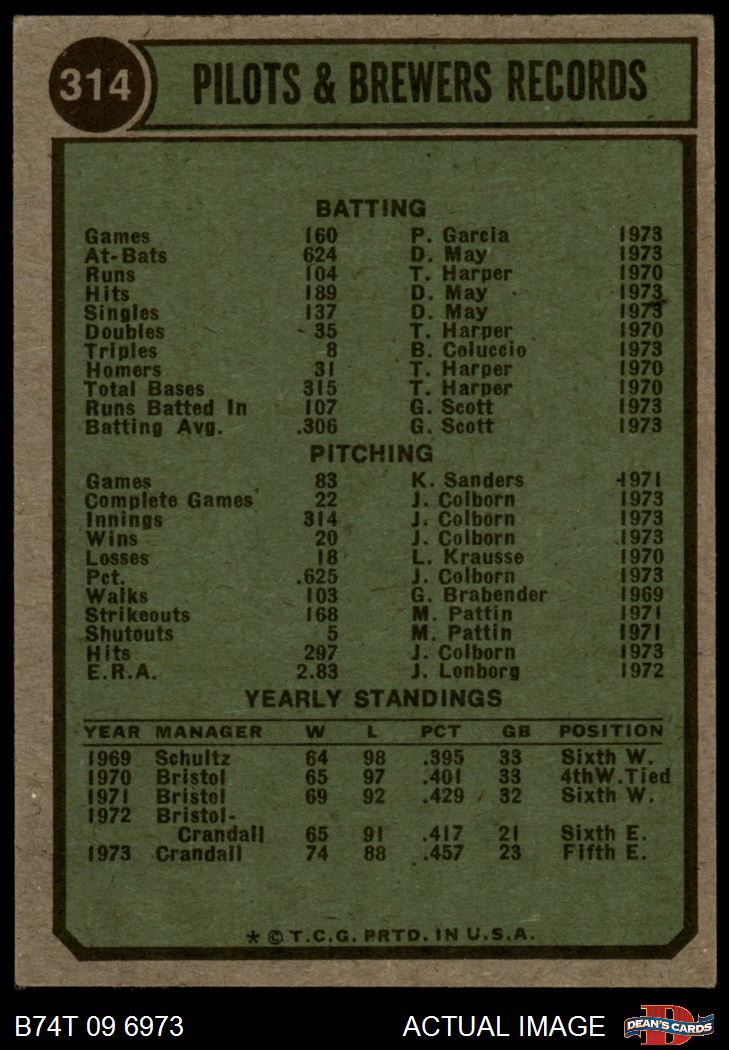 314 PILOTS & BREWERS RECORDS
BATTING
Games 160 P. Garcia 1973
At-Bats 624 D. May 1973
Runs 104 T. Harper 1970
Hits 189 D. May 1973
Singles 137 D. May 1973
Doubles 35 T. Harper 1970
Triples 8 B. Coluccio 1973
Homers 31 T. Harper 1970
Total Bases 315 T. Harper 1970
Runs Batted In 107 G. Scott 1973
Batting Avg. .306 G. Scott 1973
PITCHING
Games 83 K. Sanders 1971
Complete Games 22 J. Colborn 1973
Innings 314 J. Colborn 1973
Wins 20 J. Colborn 1973
Losses 18 L. Krausse 1970
Pct. .625 J. Colborn 1973
Walks 103 G. Brabender 1969
Strikeouts 168 M. Pattin 1971
Shutouts 5 M. Pattin 1971
Hits 297 J. Colborn 1973
E.R.A. 2.83 J. Lonborg 1972
YEARLY STANDINGS
YEAR MANAGER W L PCT GB POSITION
1969 Schultz 64 98 .395 33 Sixth W.
1970 Bristol 65 97 .401 33 4thW.Tied
1971 Bristol 69 92 .429 32 Sixth W.
1972 Bristol-
Crandall 65 91 .417 21 Sixth E.
1973 Crandall 74 88 .457 23 Fifth E.
* © T.C.G. PRTD. IN U.S.A.
B74T 09 6973 ACTUAL IMAGE DEAN'S CARDS